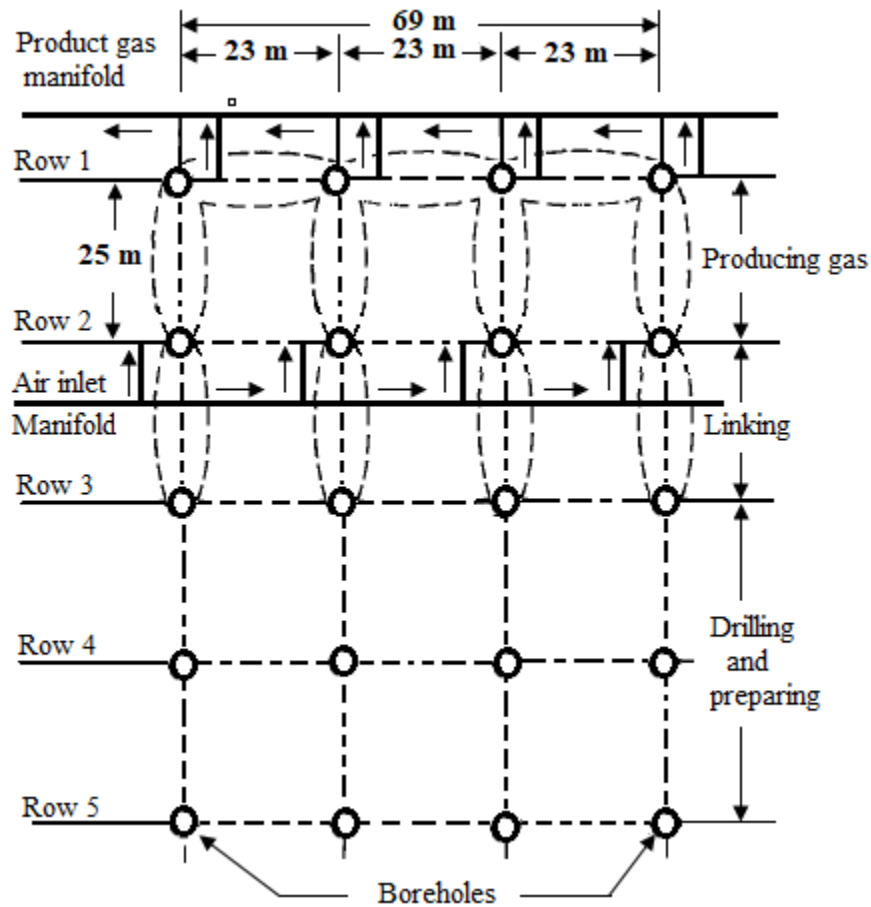 69 m
Product gas
manifold
23 m
23 m
23 m
Row 1
25 m
Producing gas
Row 2
Air inlet
Manifold
Linking
Row 3
Drilling
and
preparing
Row 4
Row 5
Boreholes